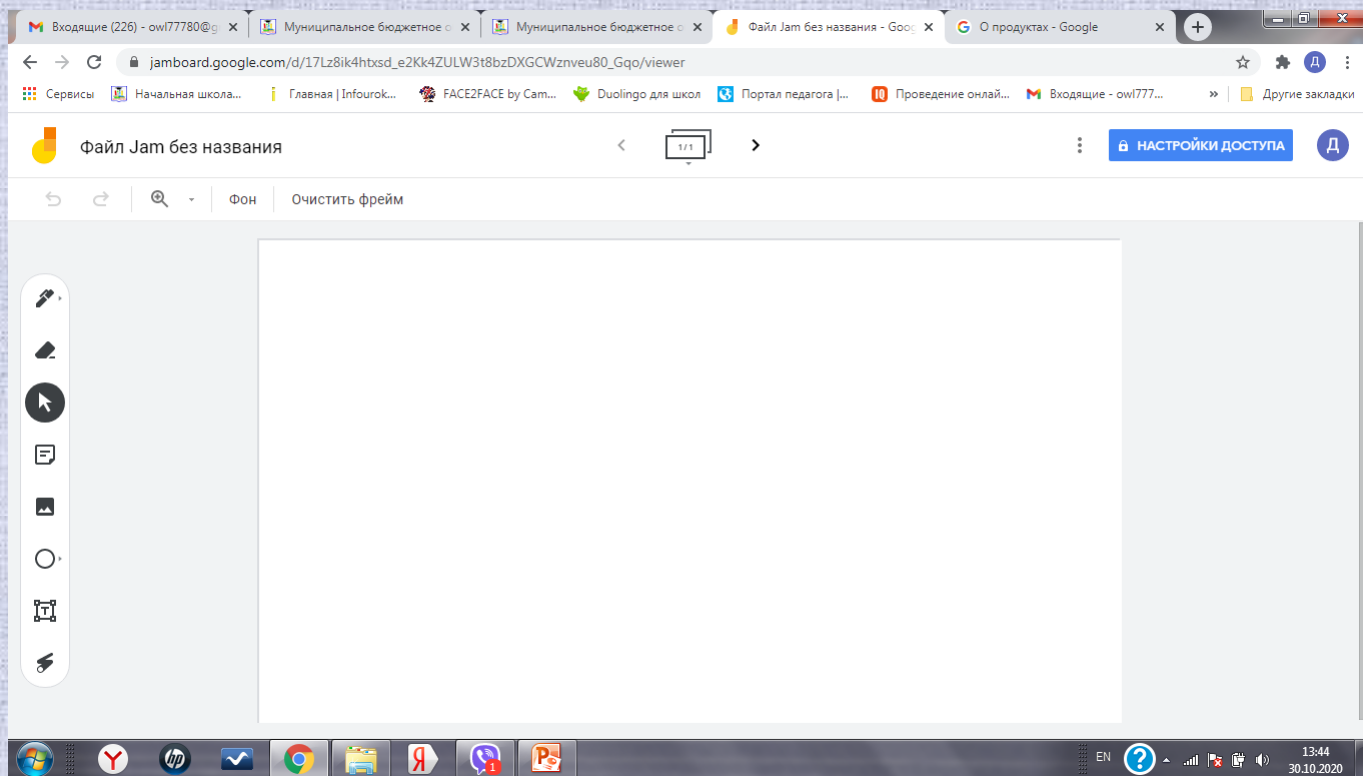 Входящие (226) - owl77780@g
Муниципальное бюджетное о
Муниципальное бюджетное о
Файл Jam без названия - Goog
О продуктах - Google
jamboard.google.com/d/17Lz8ik4htxsd_e2Kk4ZULW3t8bzDXGCWznveu80_Gqo/viewer
Д
Сервисы
Начальная школа...
Главная | Infourok...
FACE2FACE by Cam...
Duolingo для школ
Портал педагога |...
Проведение онлай...
Входящие - owl777...
»
Другие закладки
Файл Jam без названия
1/1
НАСТРОЙКИ ДОСТУПА
Д
Фон
Очистить фрейм
EN
13:44
30.10.2020